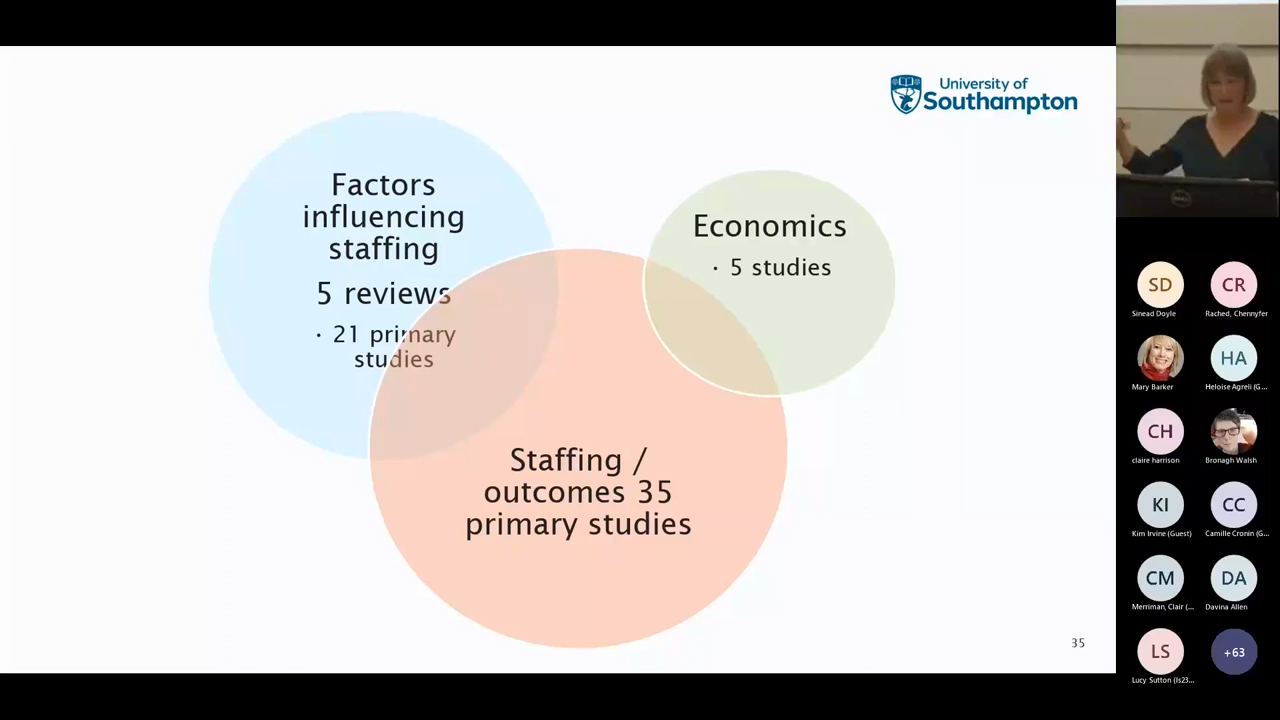 University of
Southampton
Factors
influencing
staffing
5 reviews
· 21 primary
studies
Economics
· 5 studies
Staffing /
outcomes 35
primary studies
35
SD
CR
Sinead Doyle
Rached, Chennyfer
HA
Mary Barker
Heloise Agreli (G...
CH
claire harrison
Bronagh Walsh
KI
CC
Kim Irvine (Guest)
Camille Cronin (G...
CM
DA
Merriman, Clair (...
Davina Allen
LS
+63
Lucy Sutton (ls23...